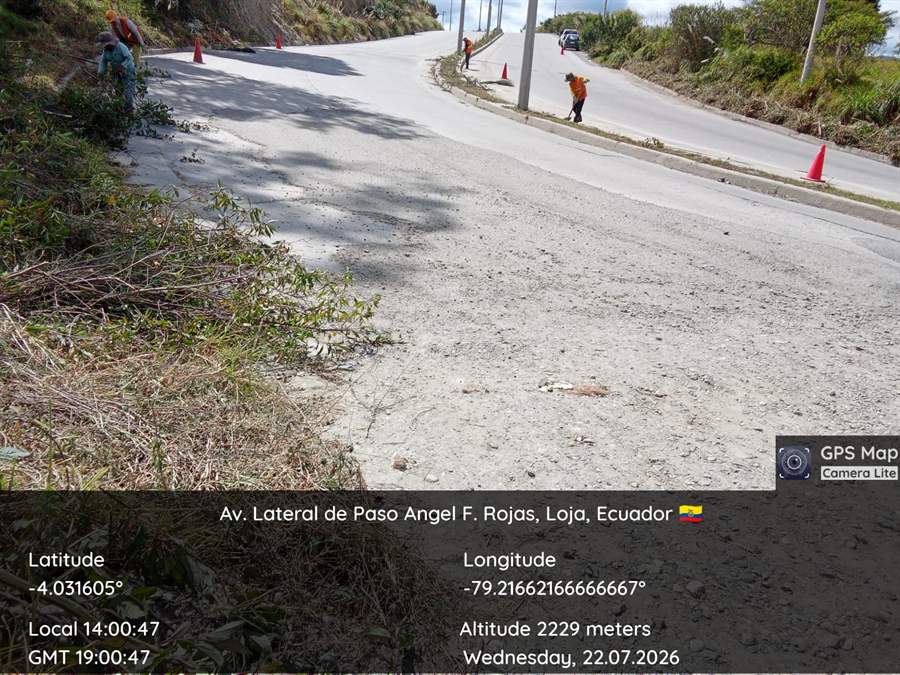 GPS Map
Camera Lite
Av. Lateral de Paso Angel F. Rojas, Loja, Ecuador 🇪🇨
Latitude
-4.031605°
Longitude
-79.21662166666667°
Local 14:00:47
GMT 19:00:47
Altitude 2229 meters
Wednesday, 22.07.2026